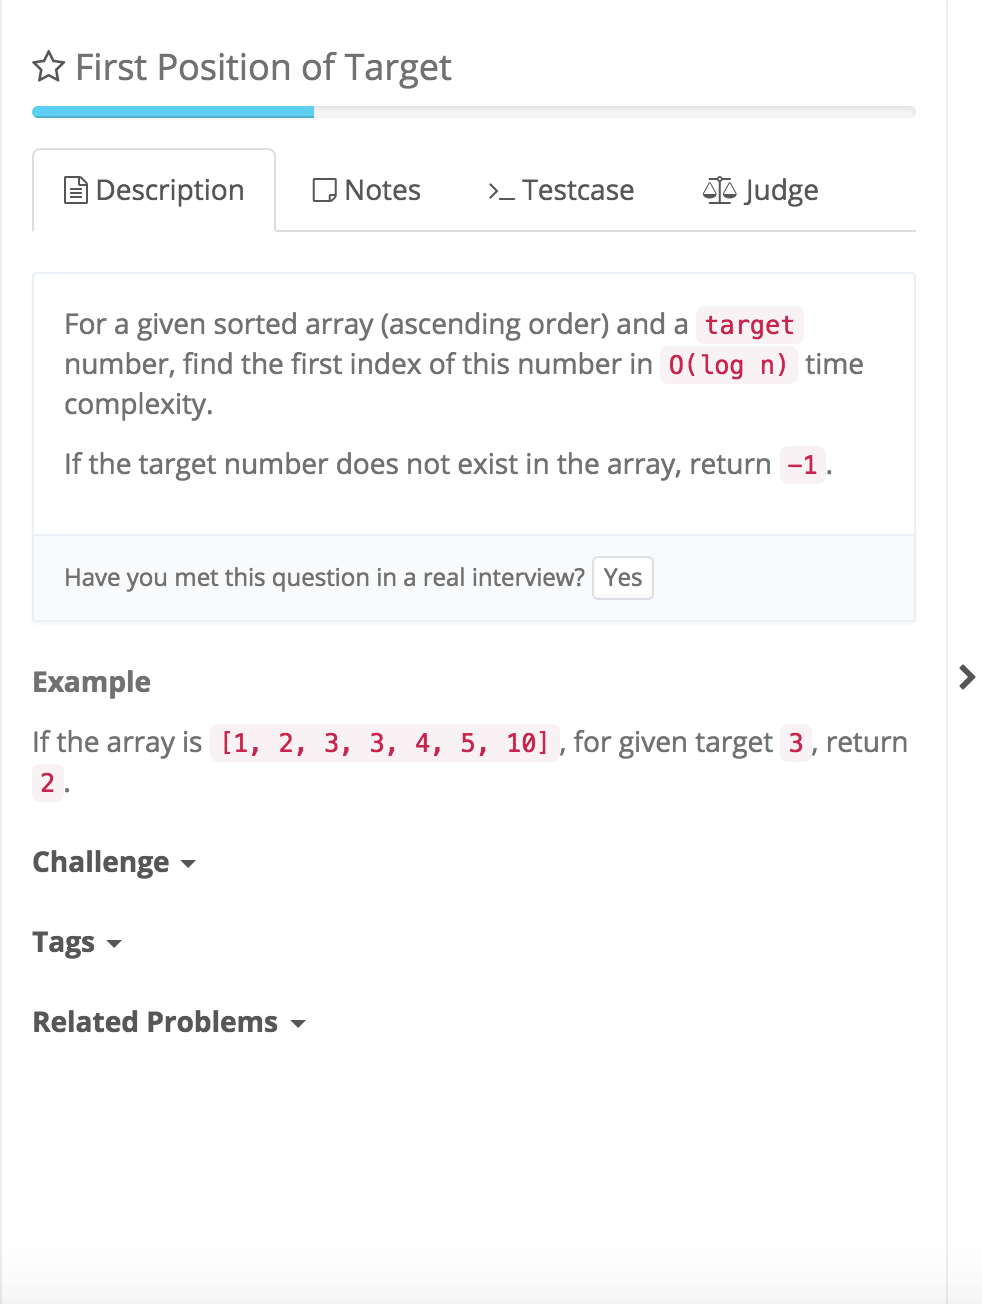 First Position of Target
Description Notes >_ Testcase Judge
For a given sorted array (ascending order) and a target
number, find the first index of this number in O(log n) time
complexity.
If the target number does not exist in the array, return -1.
Have you met this question in a real interview? Yes
Example
If the array is [1, 2, 3, 3, 4, 5, 10], for given target 3, return
2.
Challenge
Tags
Related Problems